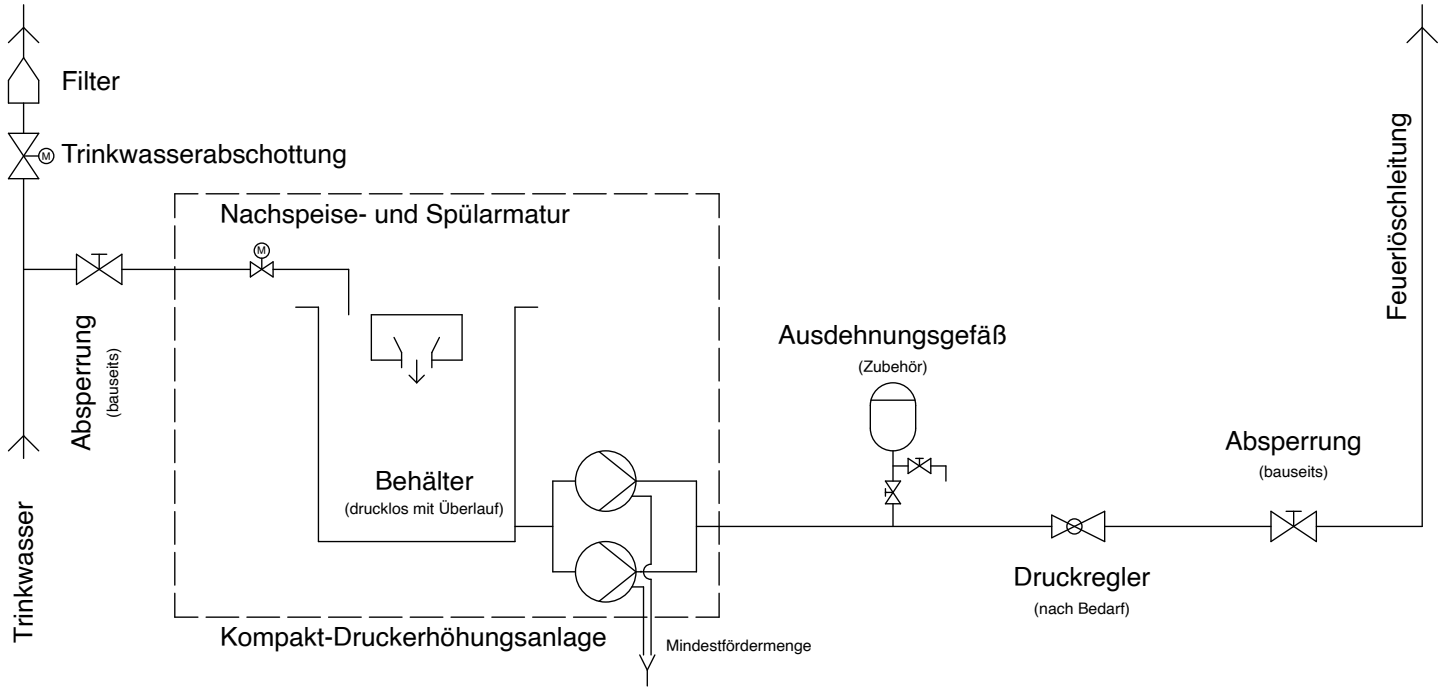 Filter
M
Trinkwasserabschottung
Nachspeise- und Spülarmatur
M
Absperrung
(bauseits)
Trinkwasser
Behälter
(drucklos mit Überlauf)
Kompakt-Druckerhöhungsanlage
Mindestfördermenge
Ausdehnungsgefäß
(Zubehör)
Druckregler
(nach Bedarf)
Absperrung
(bauseits)
Feuerlöschleitung